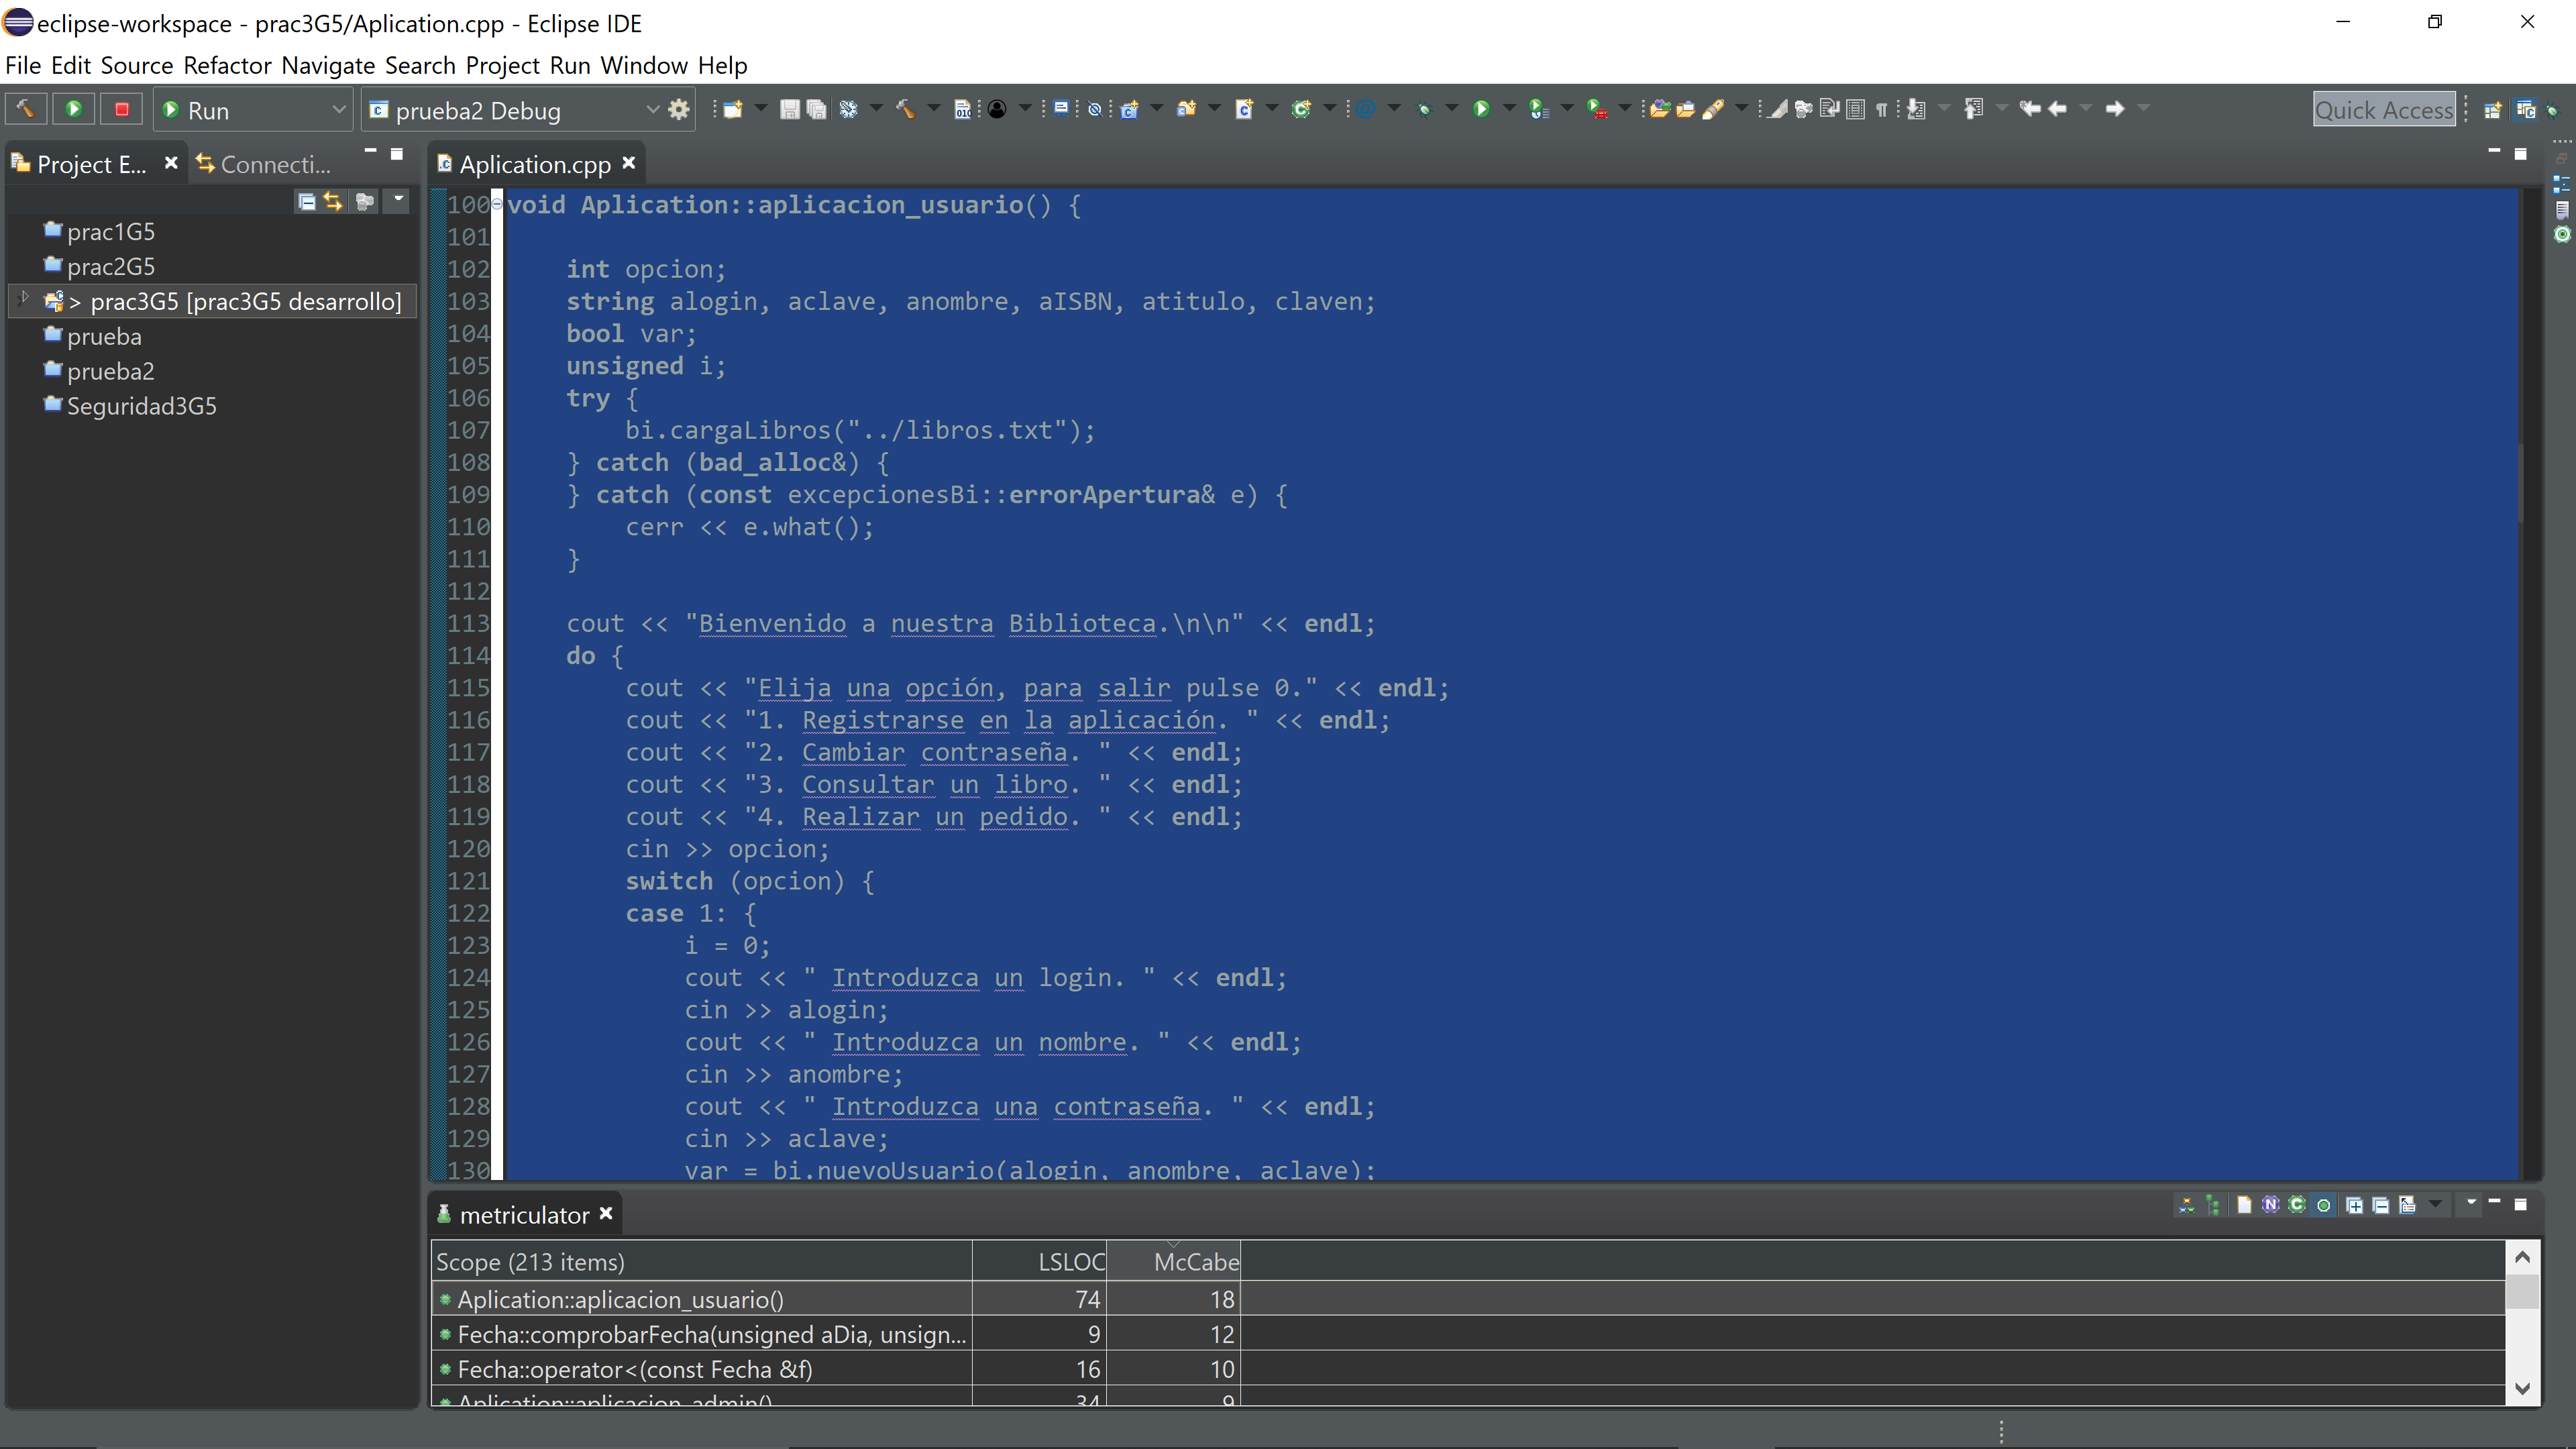 eclipse-workspace - prac3G5/Aplication.cpp - Eclipse IDE
File Edit Source Refactor Navigate Search Project Run Window Help
Run
prueba2 Debug
Quick Access
Project E...
Connecti...
Aplication.cpp
prac1G5
prac2G5
> prac3G5 [prac3G5 desarrollo]
prueba
prueba2
Seguridad3G5
100 void Aplication::aplicacion_usuario() {
101
102 int opcion;
103 string alogin, aclave, anombre, aISBN, atitulo, claven;
104 bool var;
105 unsigned i;
106 try {
107 bi.cargaLibros("../libros.txt");
108 } catch (bad_alloc&) {
109 } catch (const excepcionesBi::errorApertura& e) {
110 cerr << e.what();
111 }
112
113 cout << "Bienvenido a nuestra Biblioteca.\n\n" << endl;
114 do {
115 cout << "Elija una opción, para salir pulse 0." << endl;
116 cout << "1. Registrarse en la aplicación. " << endl;
117 cout << "2. Cambiar contraseña. " << endl;
118 cout << "3. Consultar un libro. " << endl;
119 cout << "4. Realizar un pedido. " << endl;
120 cin >> opcion;
121 switch (opcion) {
122 case 1: {
123 i = 0;
124 cout << " Introduzca un login. " << endl;
125 cin >> alogin;
126 cout << " Introduzca un nombre. " << endl;
127 cin >> anombre;
128 cout << " Introduzca una contraseña. " << endl;
129 cin >> aclave;
130 var = bi.nuevoUsuario(alogin, anombre, aclave);
metriculator
Scope (213 items) LSLOC McCabe
Aplication::aplicacion_usuario() 74 18
Fecha::comprobarFecha(unsigned aDia, unsign... 9 12
Fecha::operator<(const Fecha &f) 16 10
Aplication::aplicacion_admin() 34 9